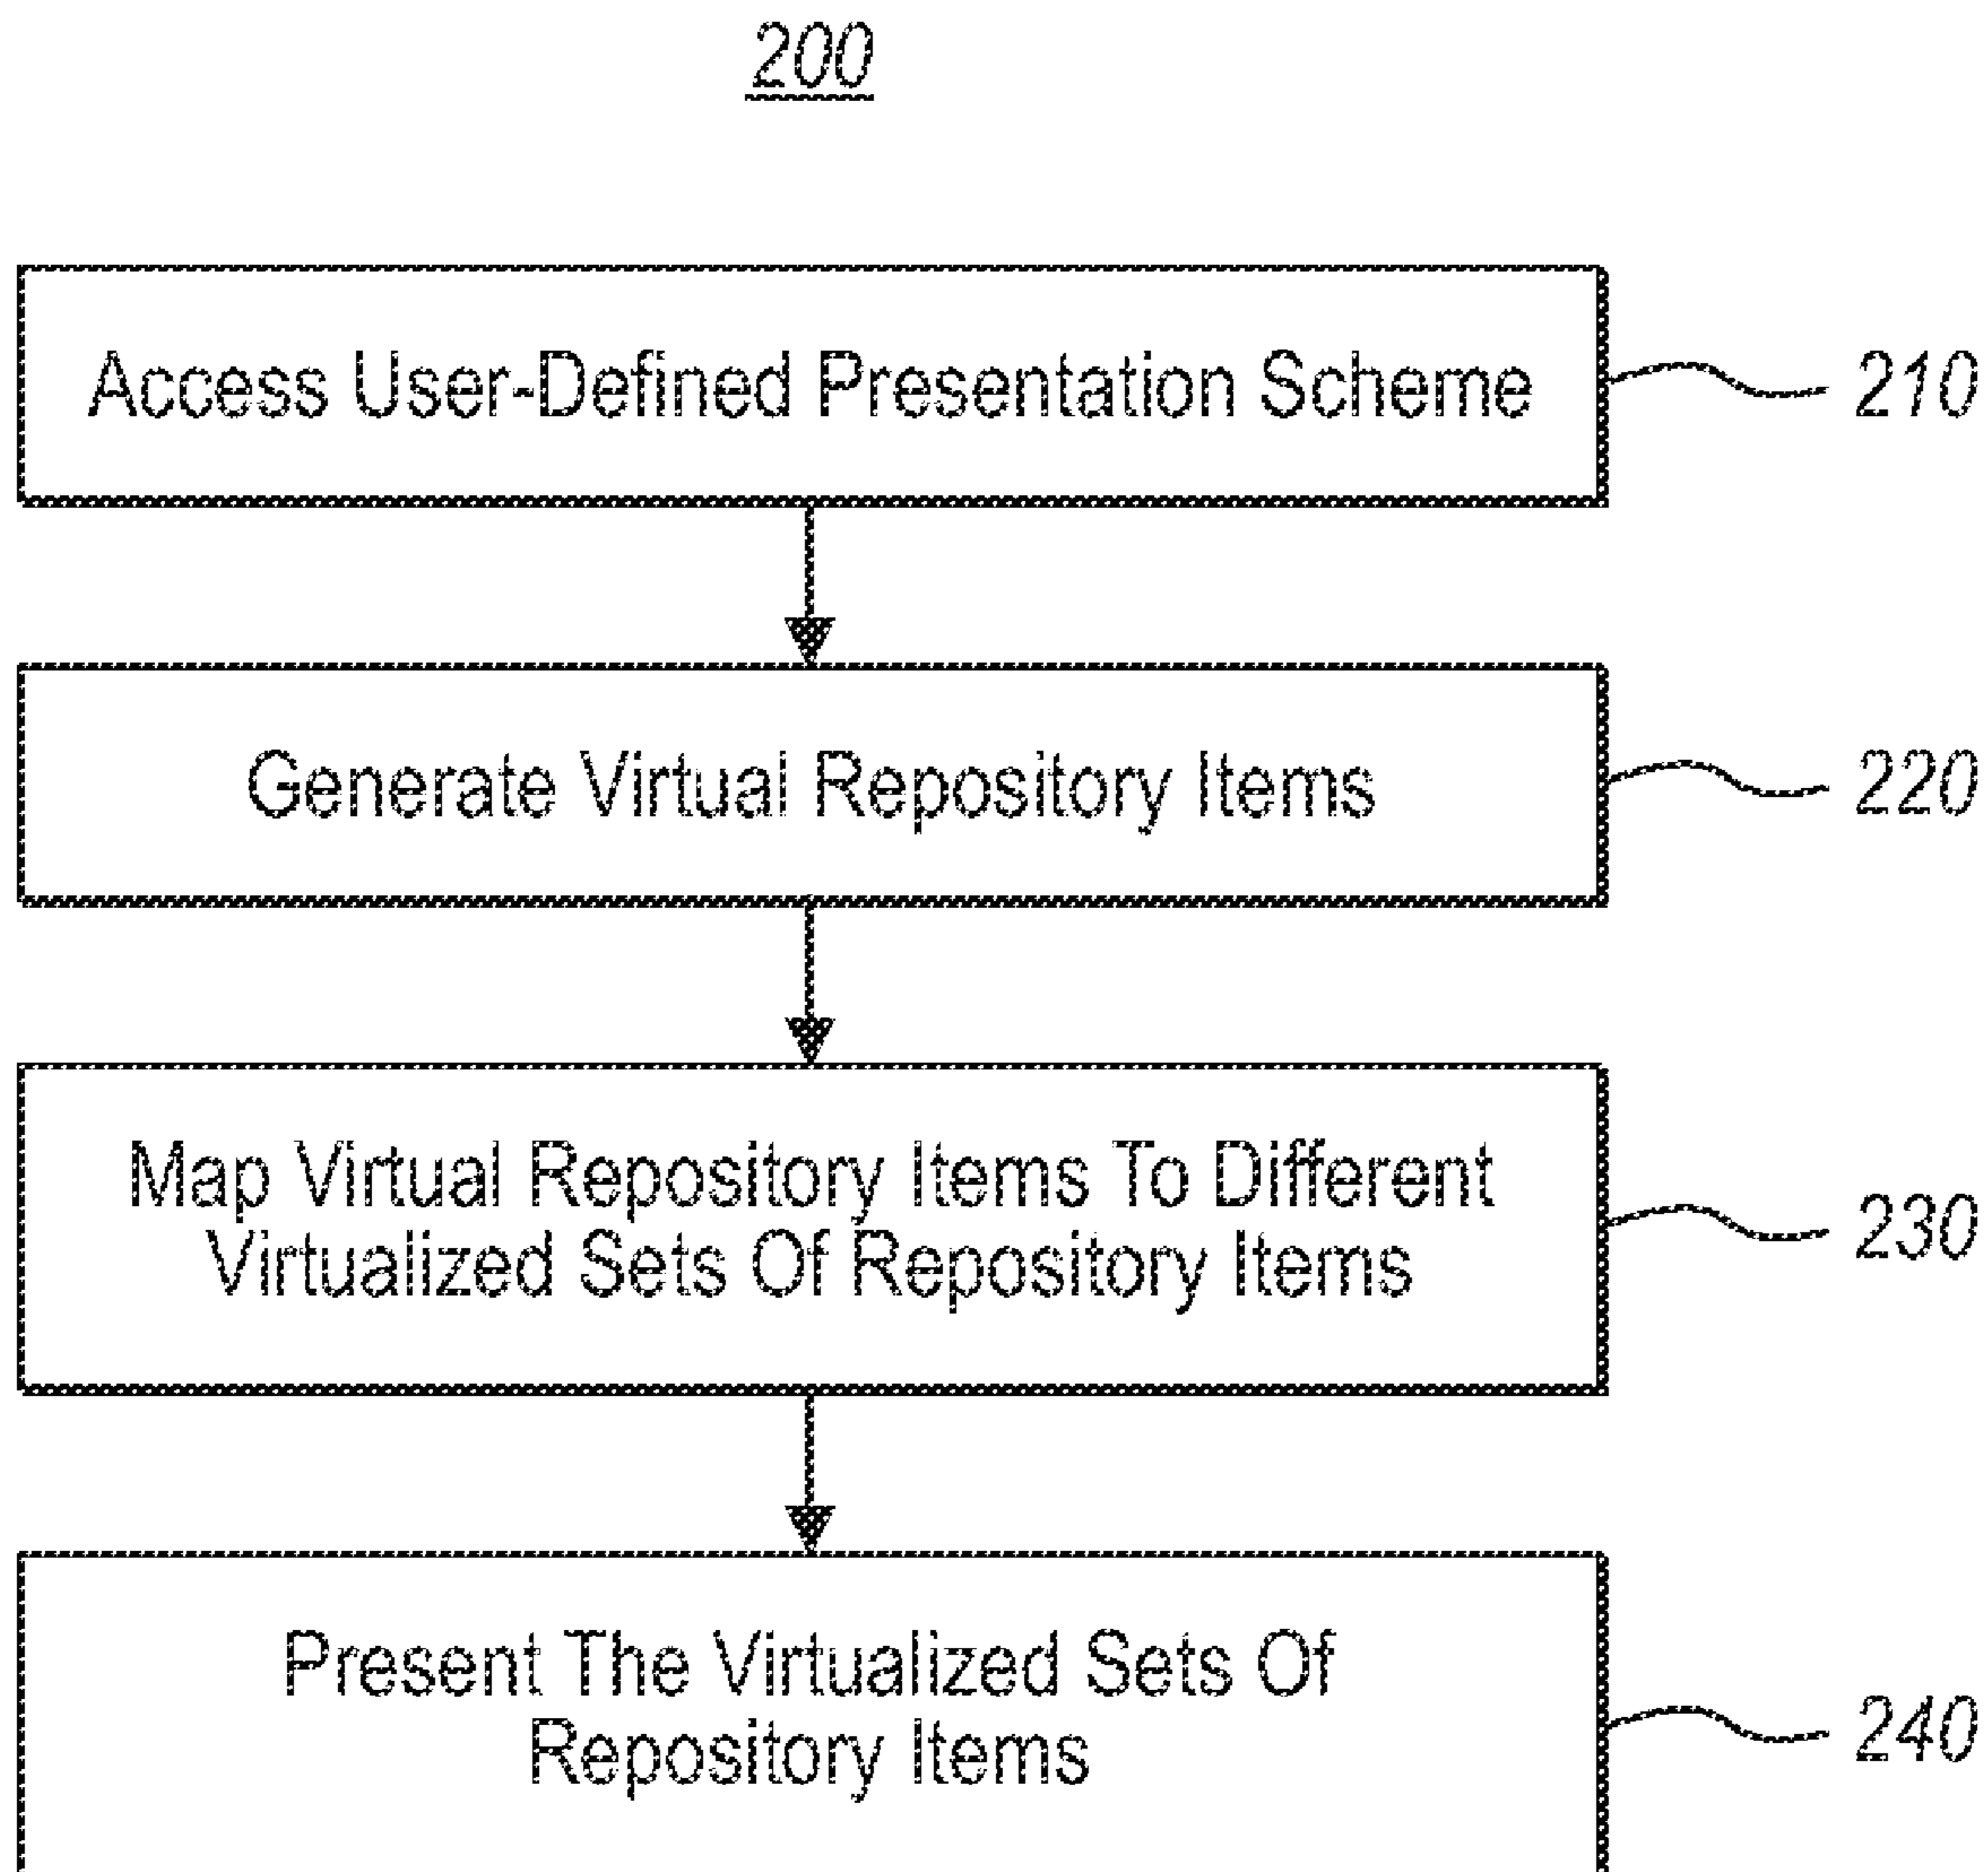 200
Access User-Defined Presentation Scheme
210
Generate Virtual Repository Items
220
Map Virtual Repository Items To Different
Virtualized Sets Of Repository Items
230
Present The Virtualized Sets Of
Repository Items
240